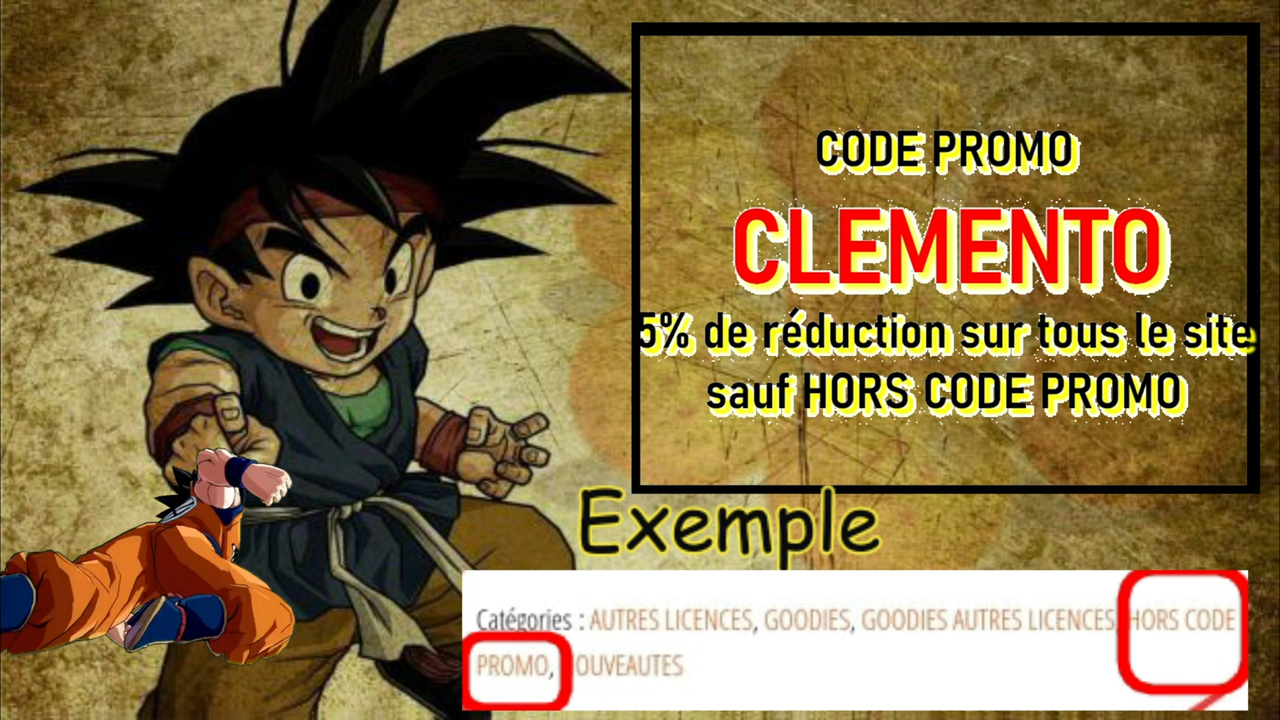 CODE PROMO
CLEMENTO
5% de réduction sur tous le site
sauf HORS CODE PROMO
Exemple
Catégories : AUTRES LICENCES, GOODIES, GOODIES AUTRES LICENCES, HORS CODE
PROMO, OUVEAUTES